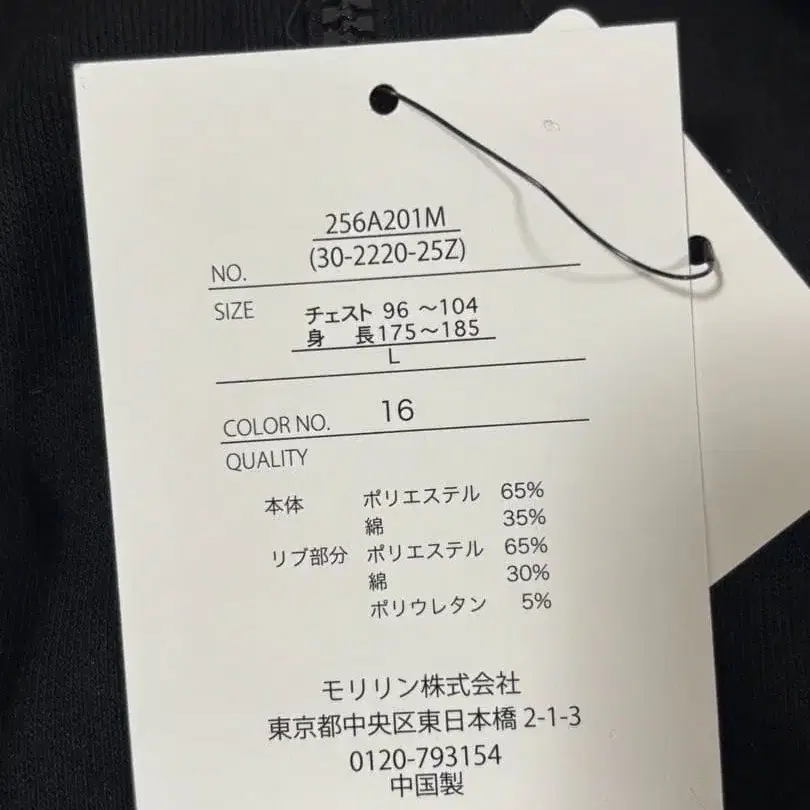 256A201M
NO. (30-2220-25Z)
SIZE チェスト 96 ～104
身 長175～185
L
COLOR NO. 16
QUALITY
本体 ポリエステル 65%
綿 35%
リブ部分 ポリエステル 65%
綿 30%
ポリウレタン 5%
モリリン株式会社
東京都中央区東日本橋 2-1-3
0120-793154
中国製